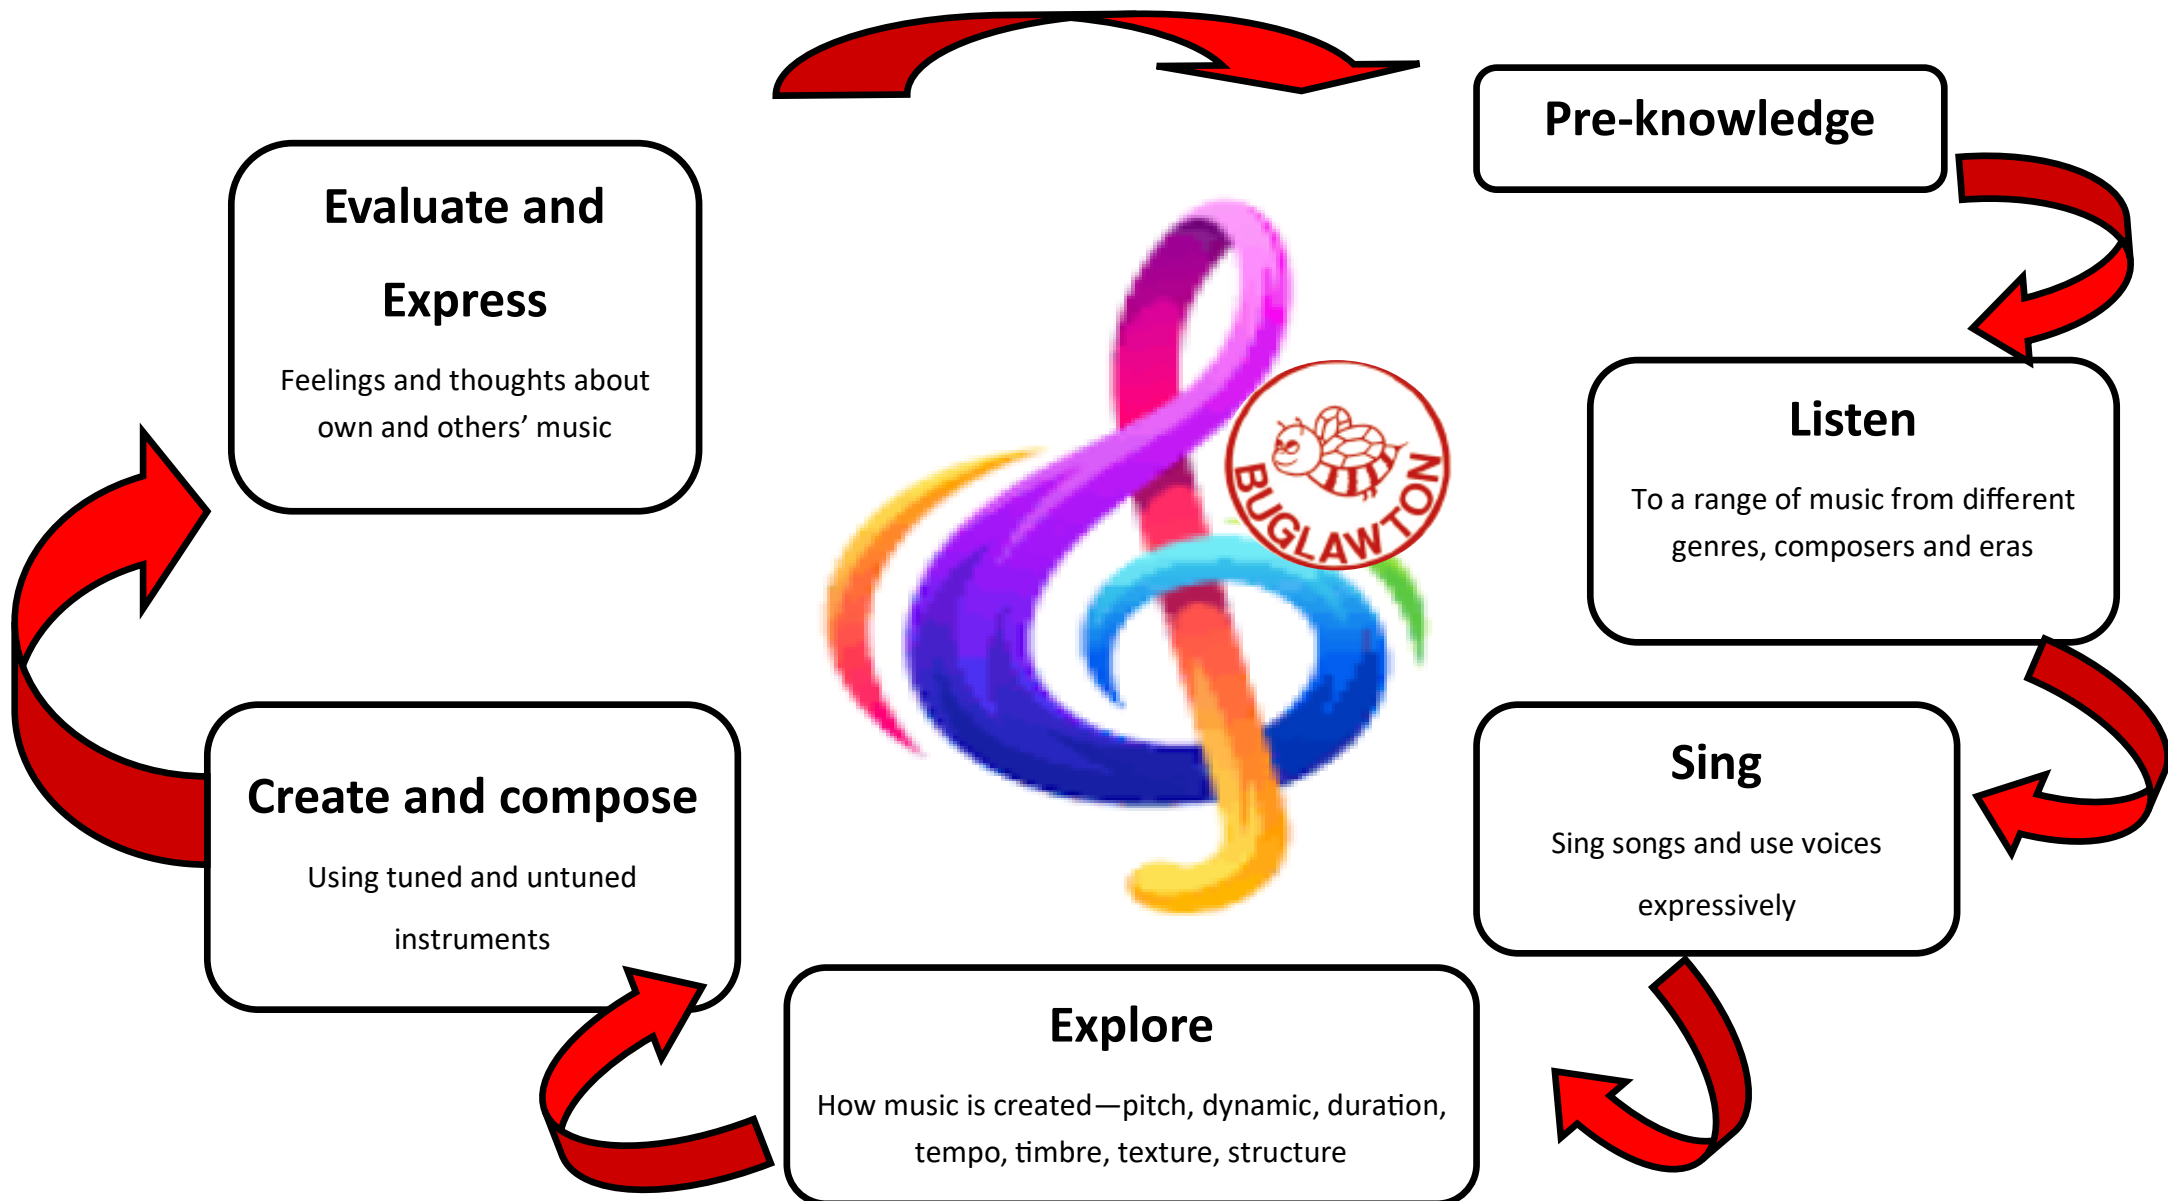 Pre-knowledge
Listen
To a range of music from different
genres, composers and eras
Sing
Sing songs and use voices
expressively
Explore
How music is created—pitch, dynamic, duration,
tempo, timbre, texture, structure
Create and compose
Using tuned and untuned
instruments
Evaluate and
Express
Feelings and thoughts about
own and others’ music
BUGLAWTON